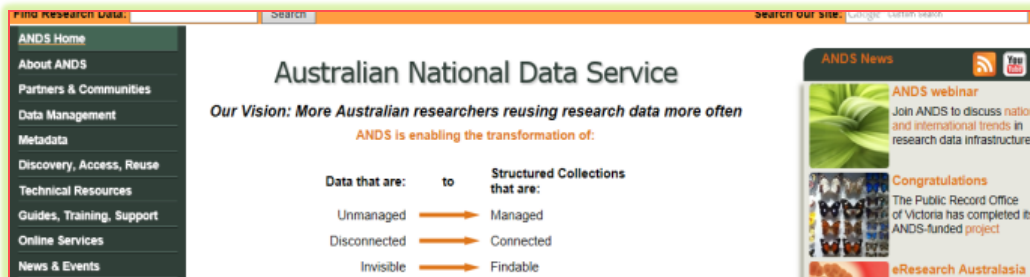 Find Research Data:
Search
Search our site: Google Custom Search
ANDS Home
About ANDS
Partners & Communities
Data Management
Metadata
Discovery, Access, Reuse
Technical Resources
Guides, Training, Support
Online Services
News & Events
Australian National Data Service
Our Vision: More Australian researchers reusing research data more often
ANDS is enabling the transformation of:
Data that are: to Structured Collections
that are:
Unmanaged Managed
Disconnected Connected
Invisible Findable
ANDS News
You
ANDS webinar
Join ANDS to discuss
and international trends in
research data infrastructure
Congratulations
The Public Record Office
of Victoria has completed
ANDS-funded project
eResearch Australasia